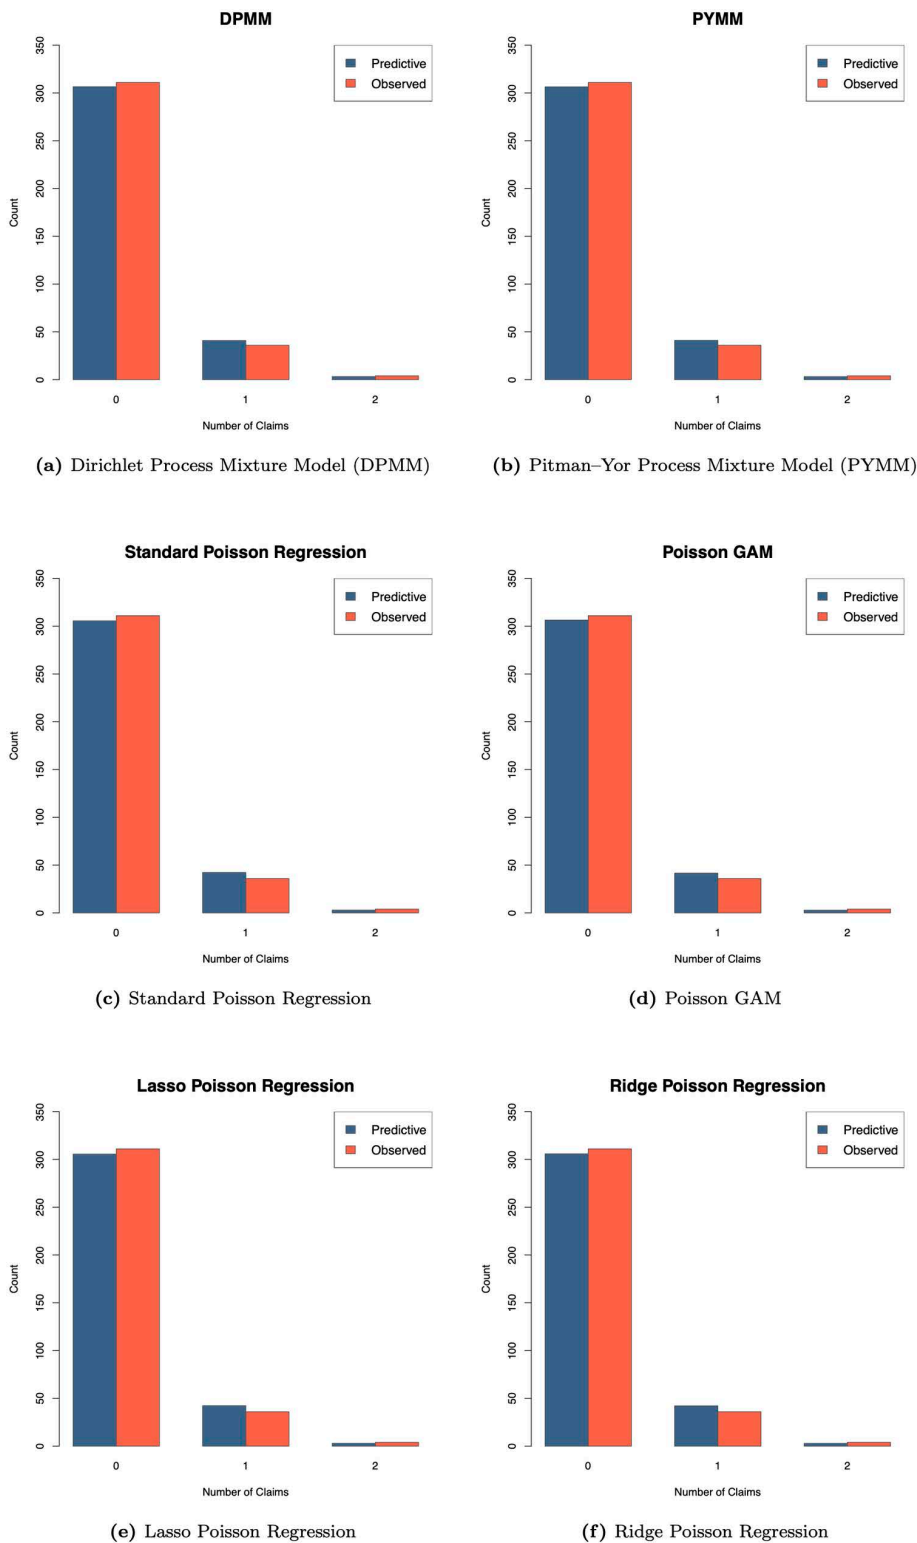 DPMM
350
300
250
200
150
100
50
0
Count
Predictive
Observed
0 1 2
Number of Claims
(a) Dirichlet Process Mixture Model (DPMM)
PYMM
350
300
250
200
150
100
50
0
Count
Predictive
Observed
0 1 2
Number of Claims
(b) Pitman–Yor Process Mixture Model (PYMM)
Standard Poisson Regression
350
300
250
200
150
100
50
0
Count
Predictive
Observed
0 1 2
Number of Claims
(c) Standard Poisson Regression
Poisson GAM
350
300
250
200
150
100
50
0
Count
Predictive
Observed
0 1 2
Number of Claims
(d) Poisson GAM
Lasso Poisson Regression
350
300
250
200
150
100
50
0
Count
Predictive
Observed
0 1 2
Number of Claims
(e) Lasso Poisson Regression
Ridge Poisson Regression
350
300
250
200
150
100
50
0
Count
Predictive
Observed
0 1 2
Number of Claims
(f) Ridge Poisson Regression